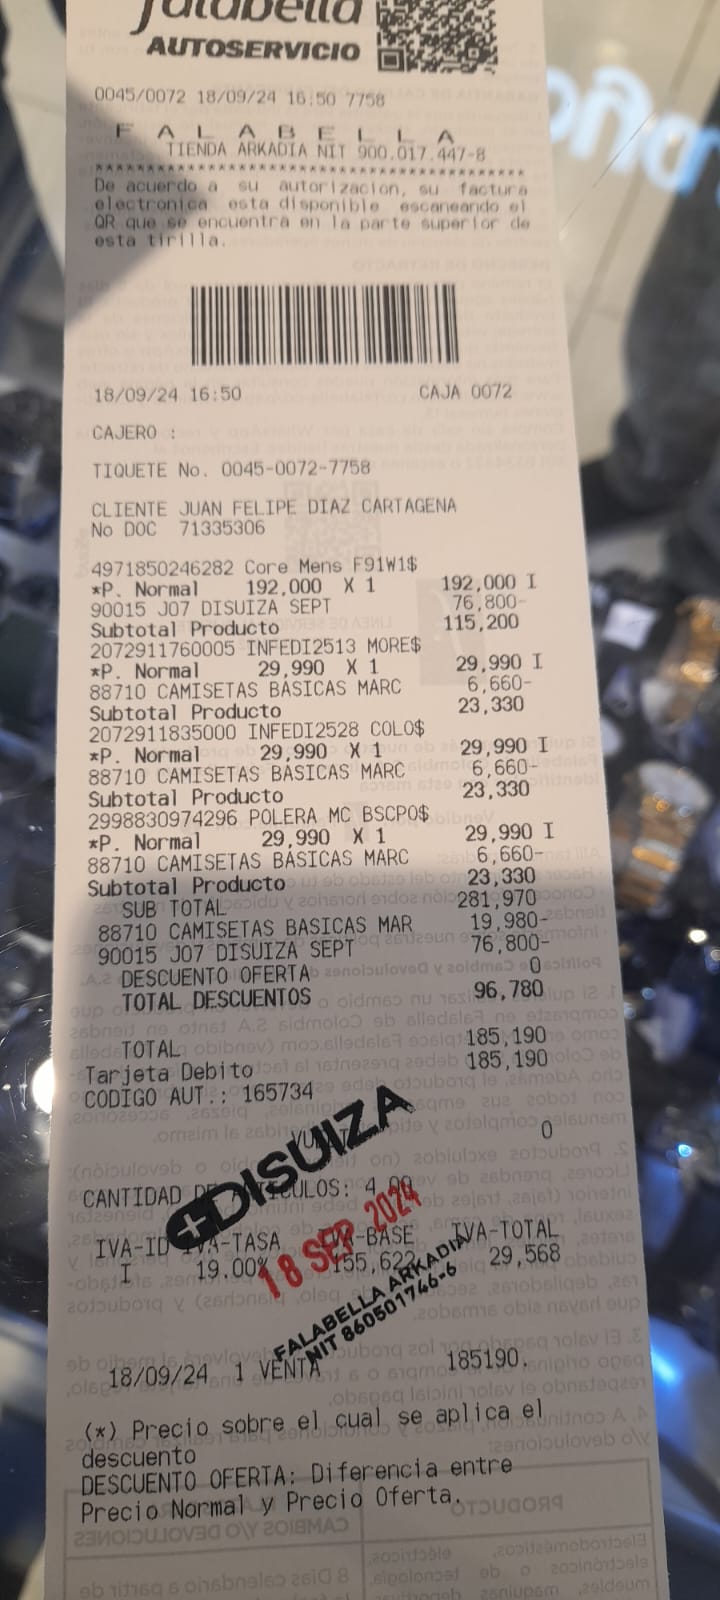 falabella
AUTOSERVICIO
0045/0072 18/09/24 16:50 7758
F A L A B E L L A
TIENDA ARKADIA NIT 900.017.447-8
****************************************
De acuerdo a su autorizacion, su factura
electronica esta disponible escaneando el
QR que se encuentra en la parte superior de
esta tirilla.
18/09/24 16:50 CAJA 0072
CAJERO :
TIQUETE No. 0045-0072-7758
CLIENTE JUAN FELIPE DIAZ CARTAGENA
No DOC 71335306
4971850246282 Core Mens F91W1$
*P. Normal 192,000 X 1 192,000 I
90015 J07 DISUIZA SEPT 76,800-
Subtotal Producto 115,200
2072911760005 INFEDI2513 MORE$
*P. Normal 29,990 X 1 29,990 I
88710 CAMISETAS BASICAS MARC 6,660-
Subtotal Producto 23,330
2072911835000 INFEDI2528 COLO$
*P. Normal 29,990 X 1 29,990 I
88710 CAMISETAS BASICAS MARC 6,660-
Subtotal Producto 23,330
2998830974296 POLERA MC BSCPO$
*P. Normal 29,990 X 1 29,990 I
88710 CAMISETAS BASICAS MARC 6,660-
Subtotal Producto 23,330
SUB TOTAL 281,970
88710 CAMISETAS BASICAS MAR 19,980-
90015 J07 DISUIZA SEPT 76,800-
DESCUENTO OFERTA 0
TOTAL DESCUENTOS 96,780
TOTAL 185,190
Tarjeta Debito 185,190
CODIGO AUT.: 165734
0
DISUIZA
CANTIDAD DE ARTICULOS: 4.00
18 SEP 2024
IVA-ID IVA-TASA IVA-BASE IVA-TOTAL
I 19.00% 155,622 29,568
FALABELLA ARKADIA
NIT 860501746-6
18/09/24 1 VENTA 185190.
(*) Precio sobre el cual se aplica el
descuento
DESCUENTO OFERTA: Diferencia entre
Precio Normal y Precio Oferta.